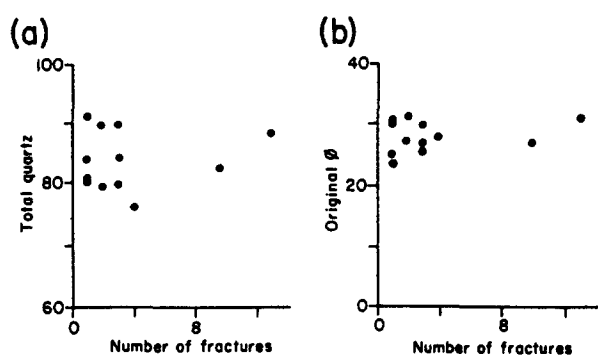 (a)
100
80
60
Total quartz
0
8
Number of fractures
(b)
40
20
0
Original ø
0
8
Number of fractures